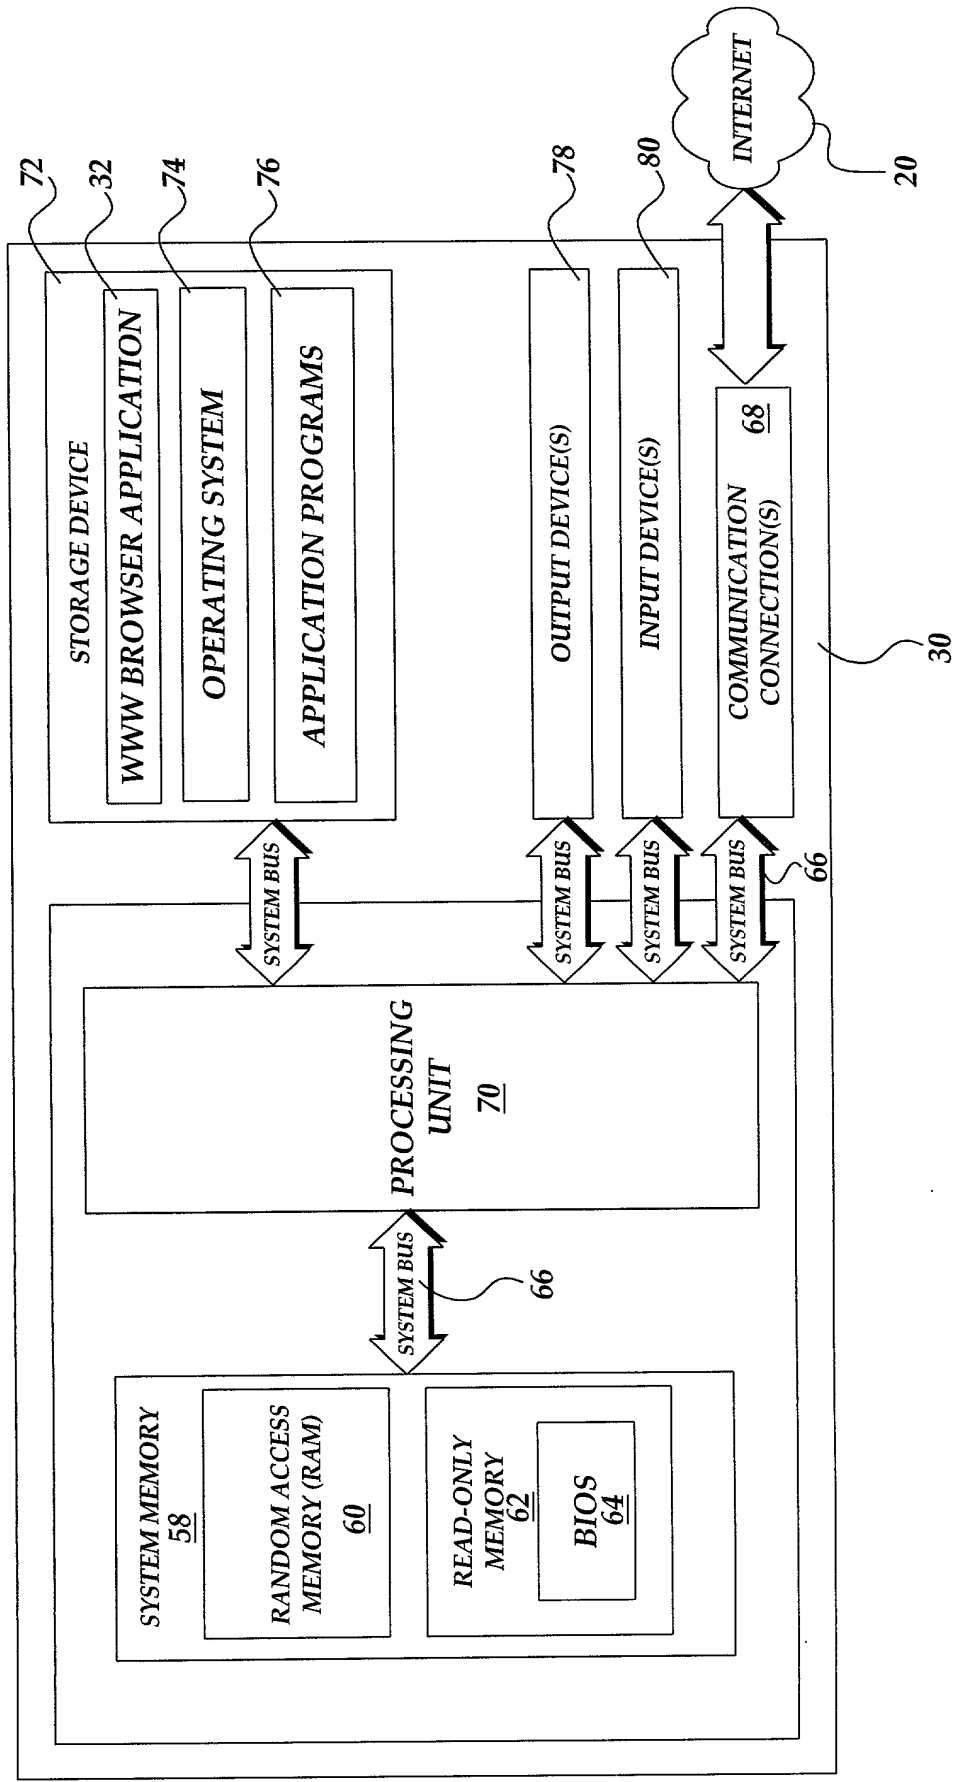 SYSTEM MEMORY
58
RANDOM ACCESS
MEMORY (RAM)
60
READ-ONLY
MEMORY
62
BIOS
64
SYSTEM BUS
66
PROCESSING
UNIT
70
SYSTEM BUS
SYSTEM BUS
SYSTEM BUS
SYSTEM BUS
66
STORAGE DEVICE
72
WWW BROWSER APPLICATION
32
OPERATING SYSTEM
74
APPLICATION PROGRAMS
76
OUTPUT DEVICE(S)
78
INPUT DEVICE(S)
80
COMMUNICATION
CONNECTION(S)
68
30
INTERNET
20